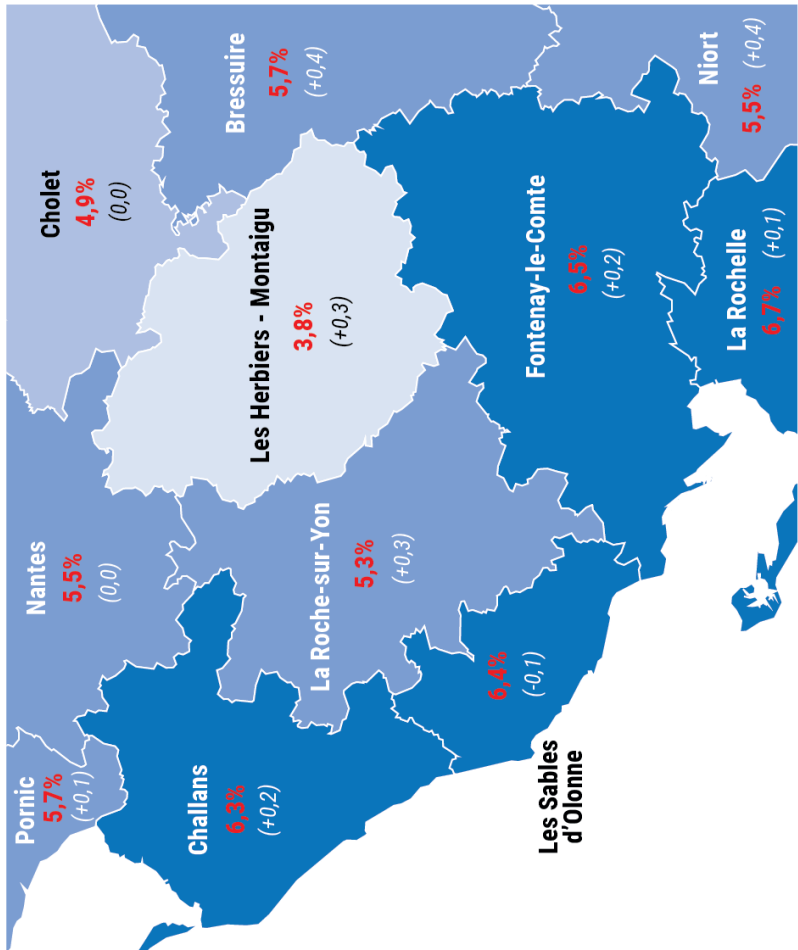 Pornic
5,7%
(+0,1)
Nantes
5,5%
(0,0)
Cholet
4,9%
(0,0)
Bressuire
5,7%
(+0,4)
Challans
6,3%
(+0,2)
La Roche-sur-Yon
5,3%
(+0,3)
Les Herbiers - Montaigu
3,8%
(+0,3)
Les Sables
d’Olonne
6,4%
(-0,1)
Fontenay-le-Comte
6,5%
(+0,2)
Niort
5,5% (+0,4)
La Rochelle
6,7% (+0,1)